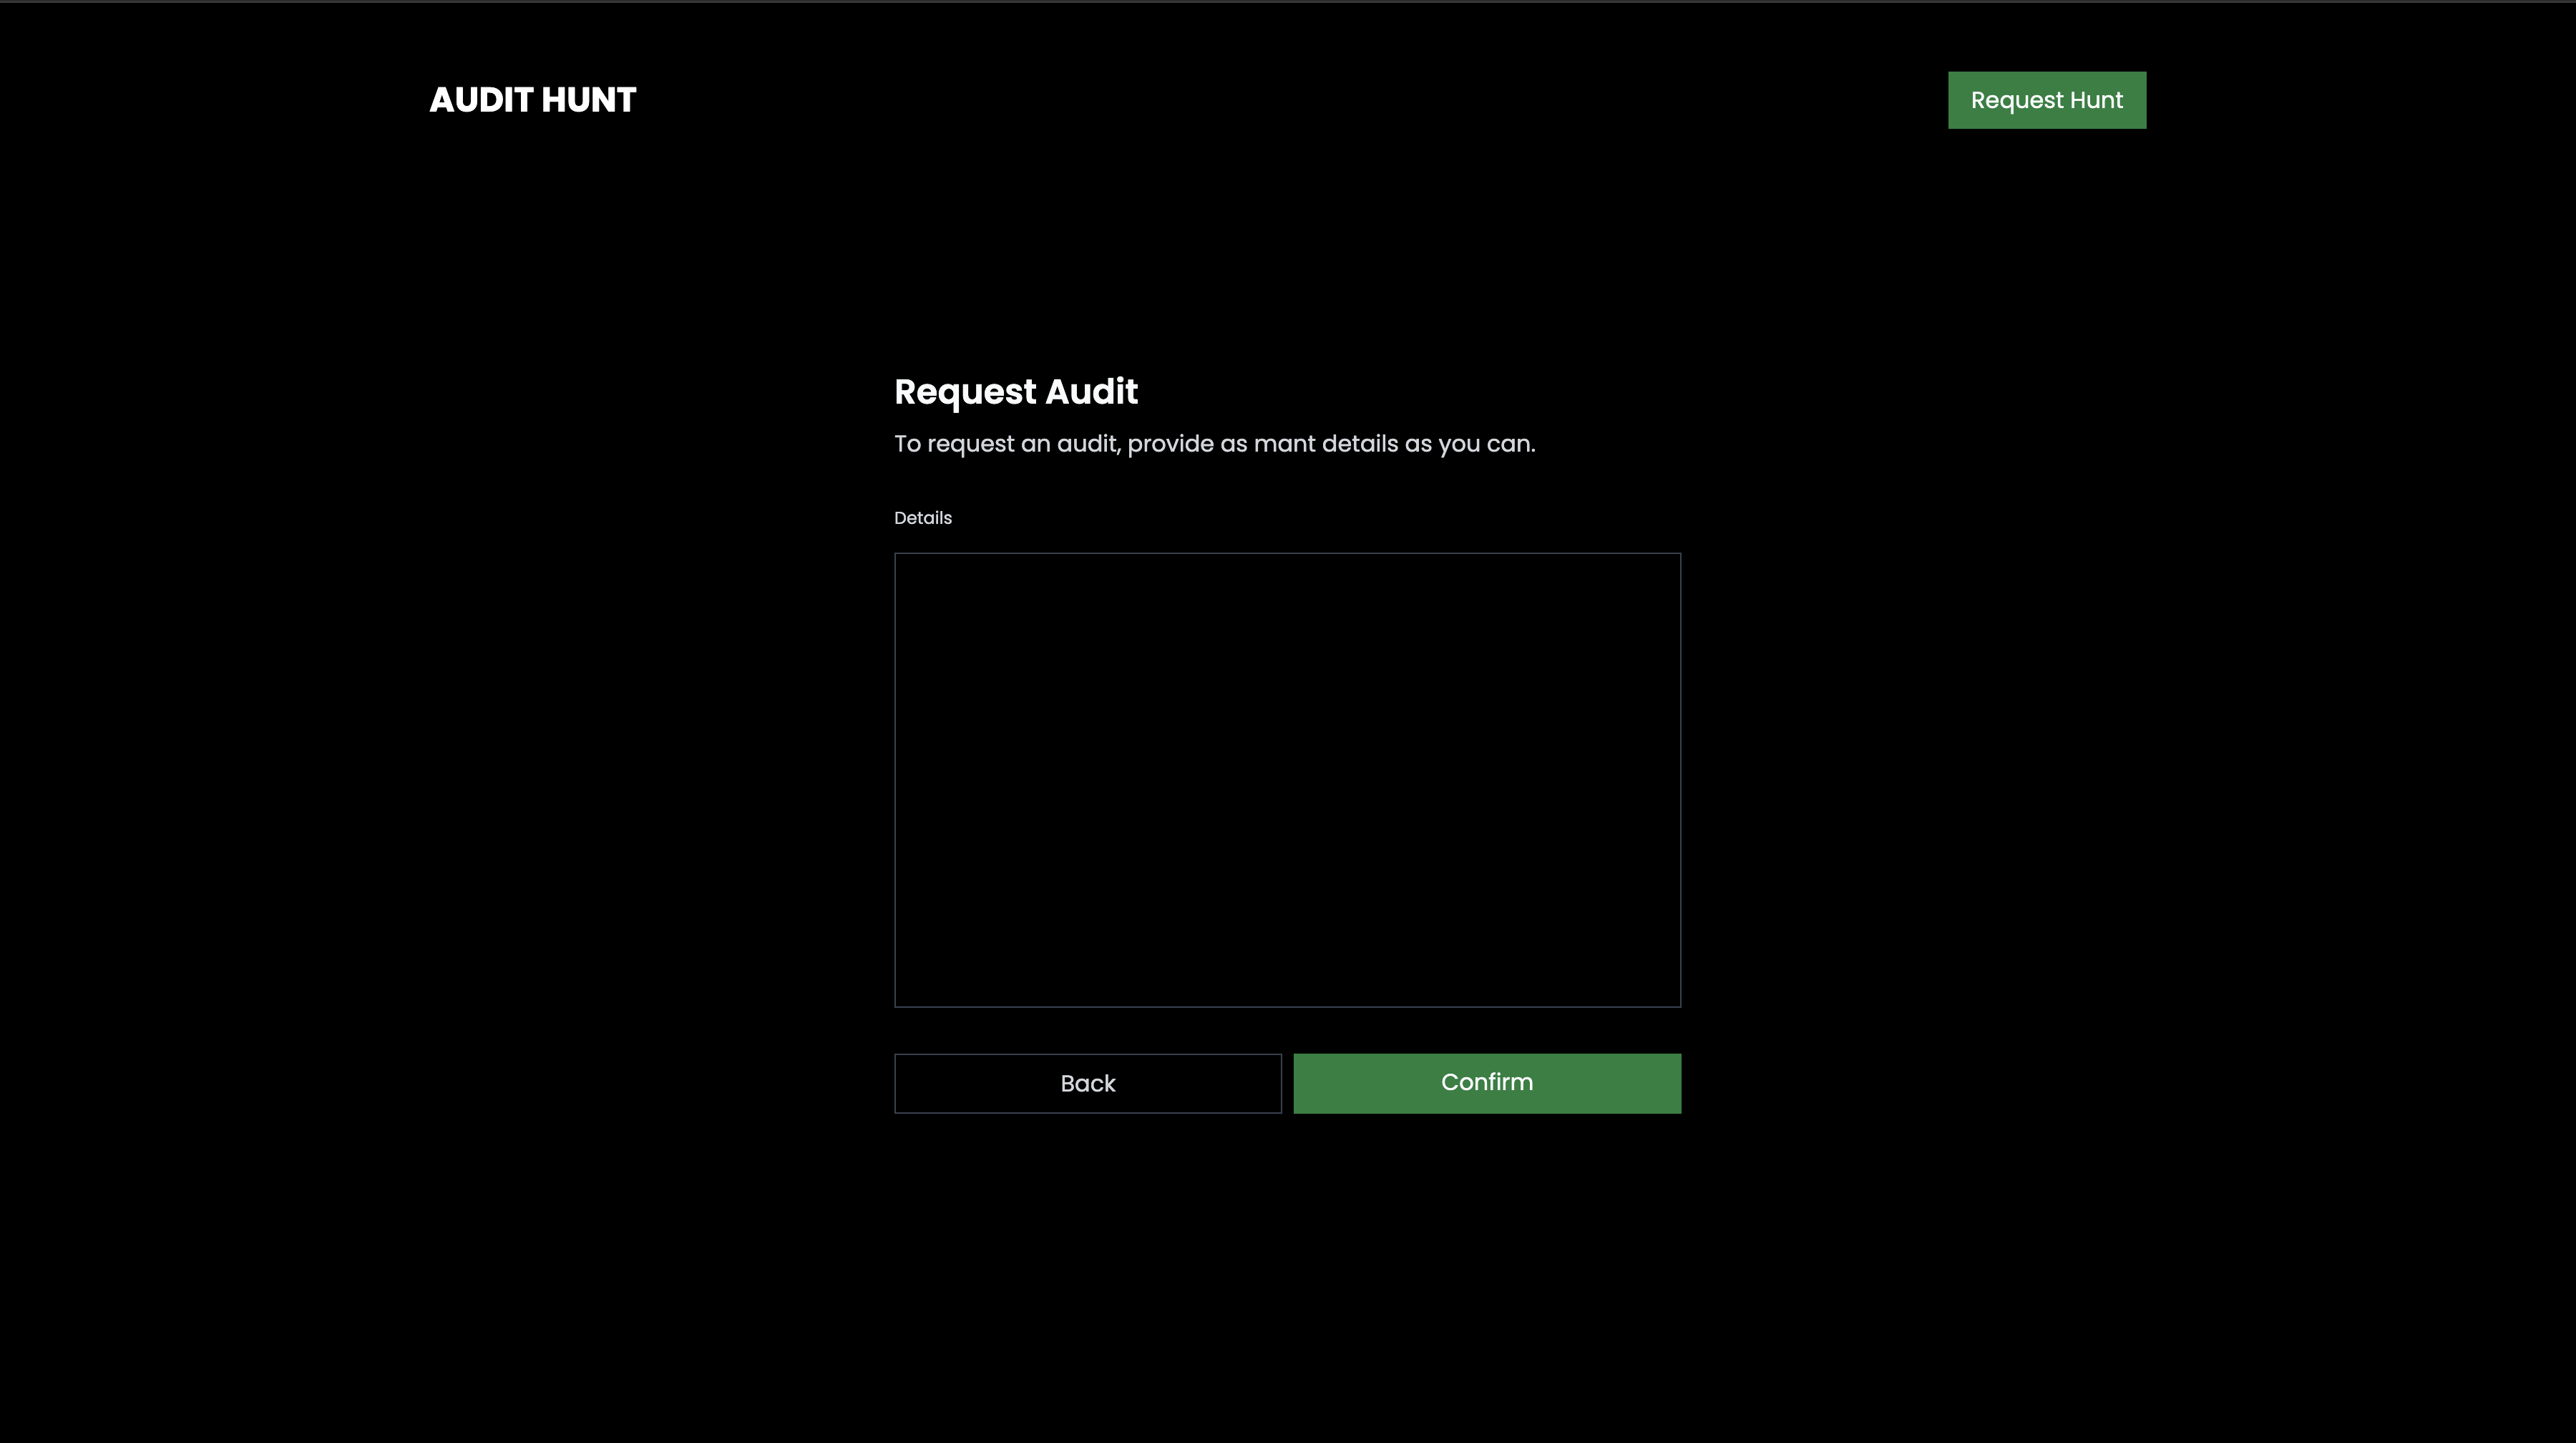 AUDIT HUNT
Request Hunt
Request Audit
To request an audit, provide as mant details as you can.
Details
Back
Confirm